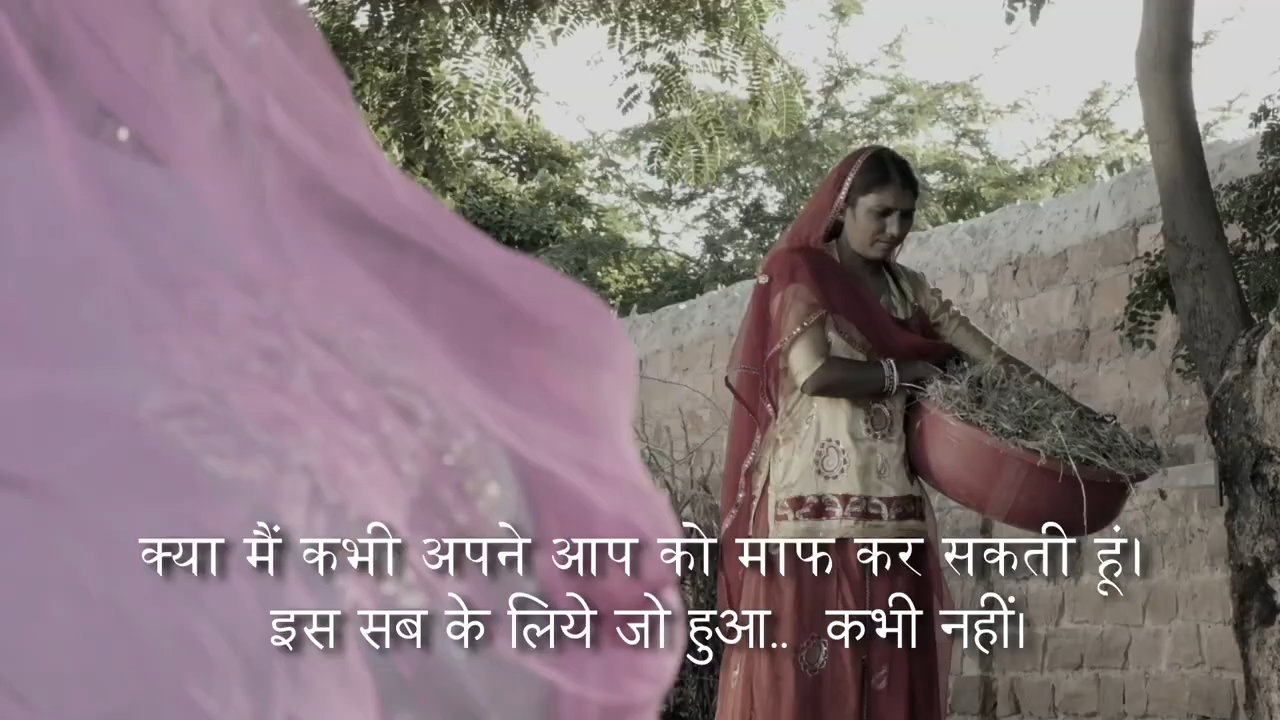 क्या मैं कभी अपने आप को माफ कर सकती हूं।
इस सब के लिये जो हुआ.. कभी नहीं।